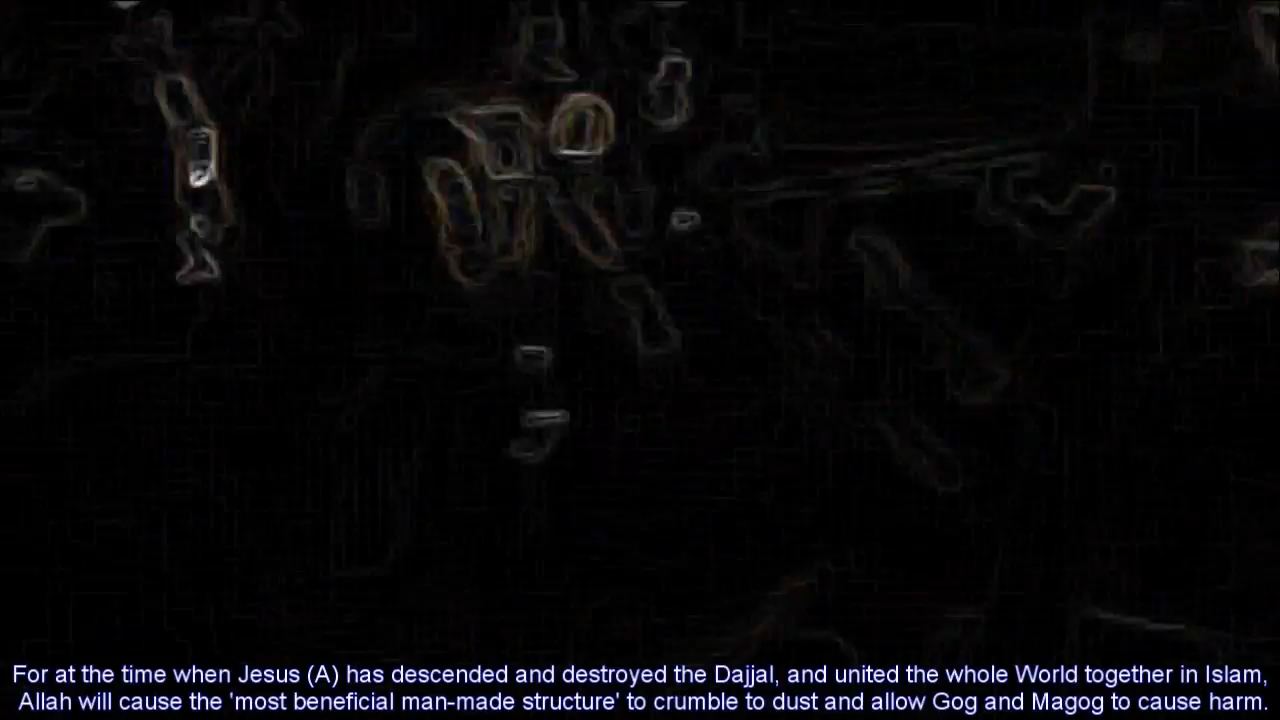 For at the time when Jesus (A) has descended and destroyed the Dajjal, and united the whole World together in Islam,
Allah will cause the 'most beneficial man-made structure' to crumble to dust and allow Gog and Magog to cause harm.